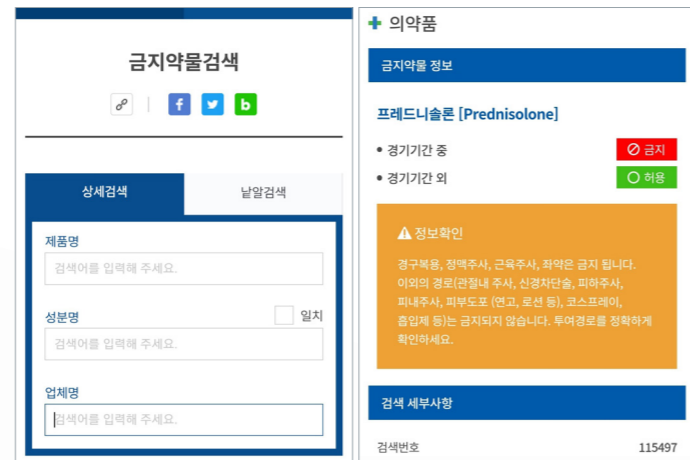 금지약물검색
상세검색
낱알검색
제품명
검색어를 입력해 주세요.
성분명
일치
검색어를 입력해 주세요.
업체명
검색어를 입력해 주세요.
의약품
금지약물 정보
프레드니솔론 [Prednisolone]
경기기간 중
금지
경기기간 외
허용
정보확인
경구복용, 정맥주사, 근육주사, 좌약은 금지 됩니다.
이외의 경로(관절내 주사, 신경차단술, 피하주사,
피내주사, 피부도포 (연고, 로션 등), 코스프레이,
흡입제 등)는 금지되지 않습니다. 투여경로를 정확하게
확인하세요.
검색 세부사항
검색번호
115497